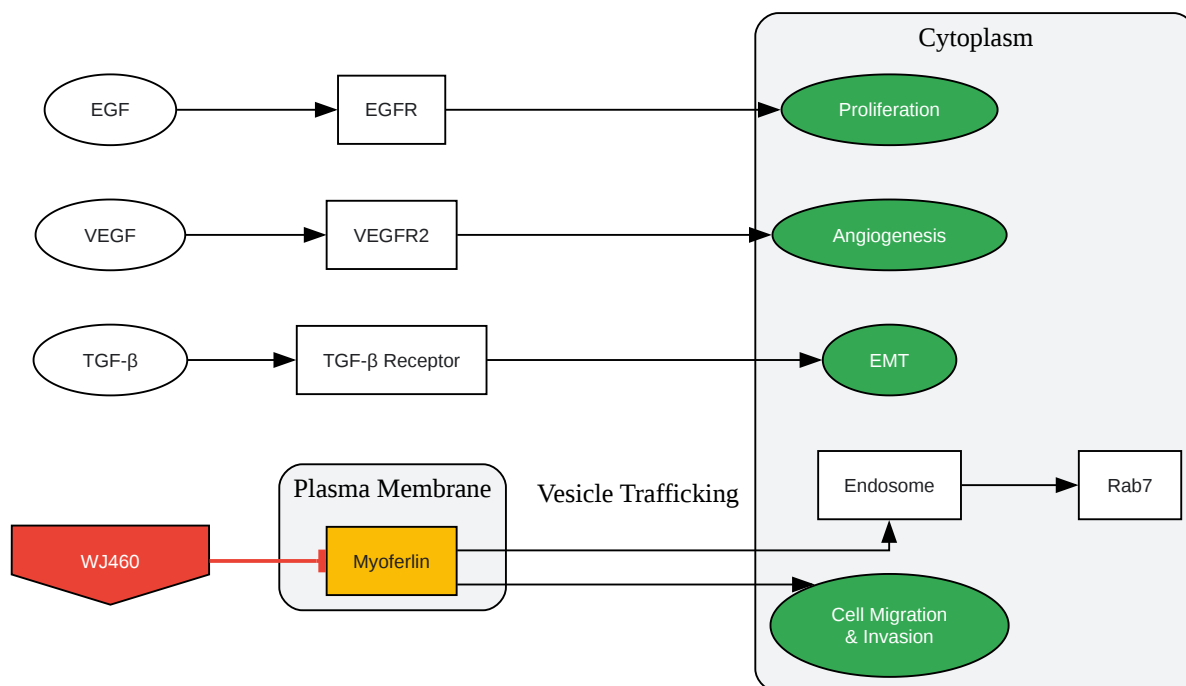 Cytoplasm
EGF
EGFR
Proliferation
VEGF
VEGFR2
Angiogenesis
TGF-β
TGF-β Receptor
EMT
Plasma Membrane
Vesicle Trafficking
Endosome
Rab7
WJ460
Myoferlin
Cell Migration
& Invasion